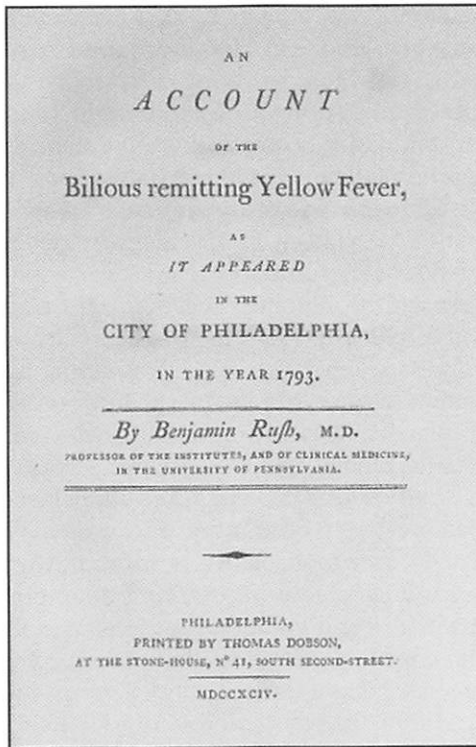 AN
ACCOUNT
OF THE
Bilious remitting Yellow Fever,
AS
IT APPEARED
IN THE
CITY OF PHILADELPHIA,
IN THE YEAR 1793.
By Benjamin Ruſh, M.D.
PROFESSOR OF THE INSTITUTES, AND OF CLINICAL MEDICINE,
IN THE UNIVERSITY OF PENNSYLVANIA.
PHILADELPHIA,
PRINTED BY THOMAS DOBSON,
AT THE STONE-HOUSE, Nº 41, SOUTH SECOND-STREET.
MDCCXCIV.